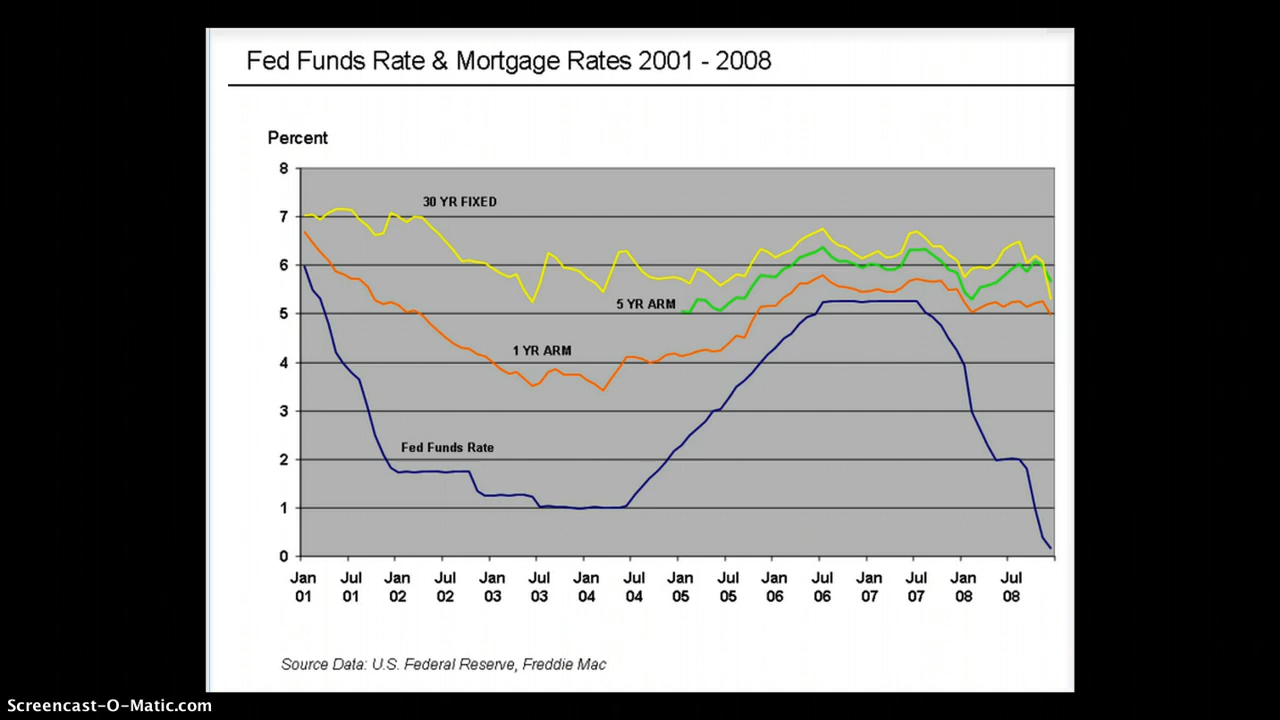 Fed Funds Rate & Mortgage Rates 2001 - 2008
Percent
8
30 YR FIXED
7
6
5 YR ARM
5
1 YR ARM
4
3
Fed Funds Rate
2
1
0
Jan Jul Jan Jul Jan Jul Jan Jul Jan Jul Jan Jul Jan Jul Jan Jul
01 01 02 02 03 03 04 04 05 05 06 06 07 07 08 08
Source Data: U.S. Federal Reserve, Freddie Mac
Screencast-O-Matic.com